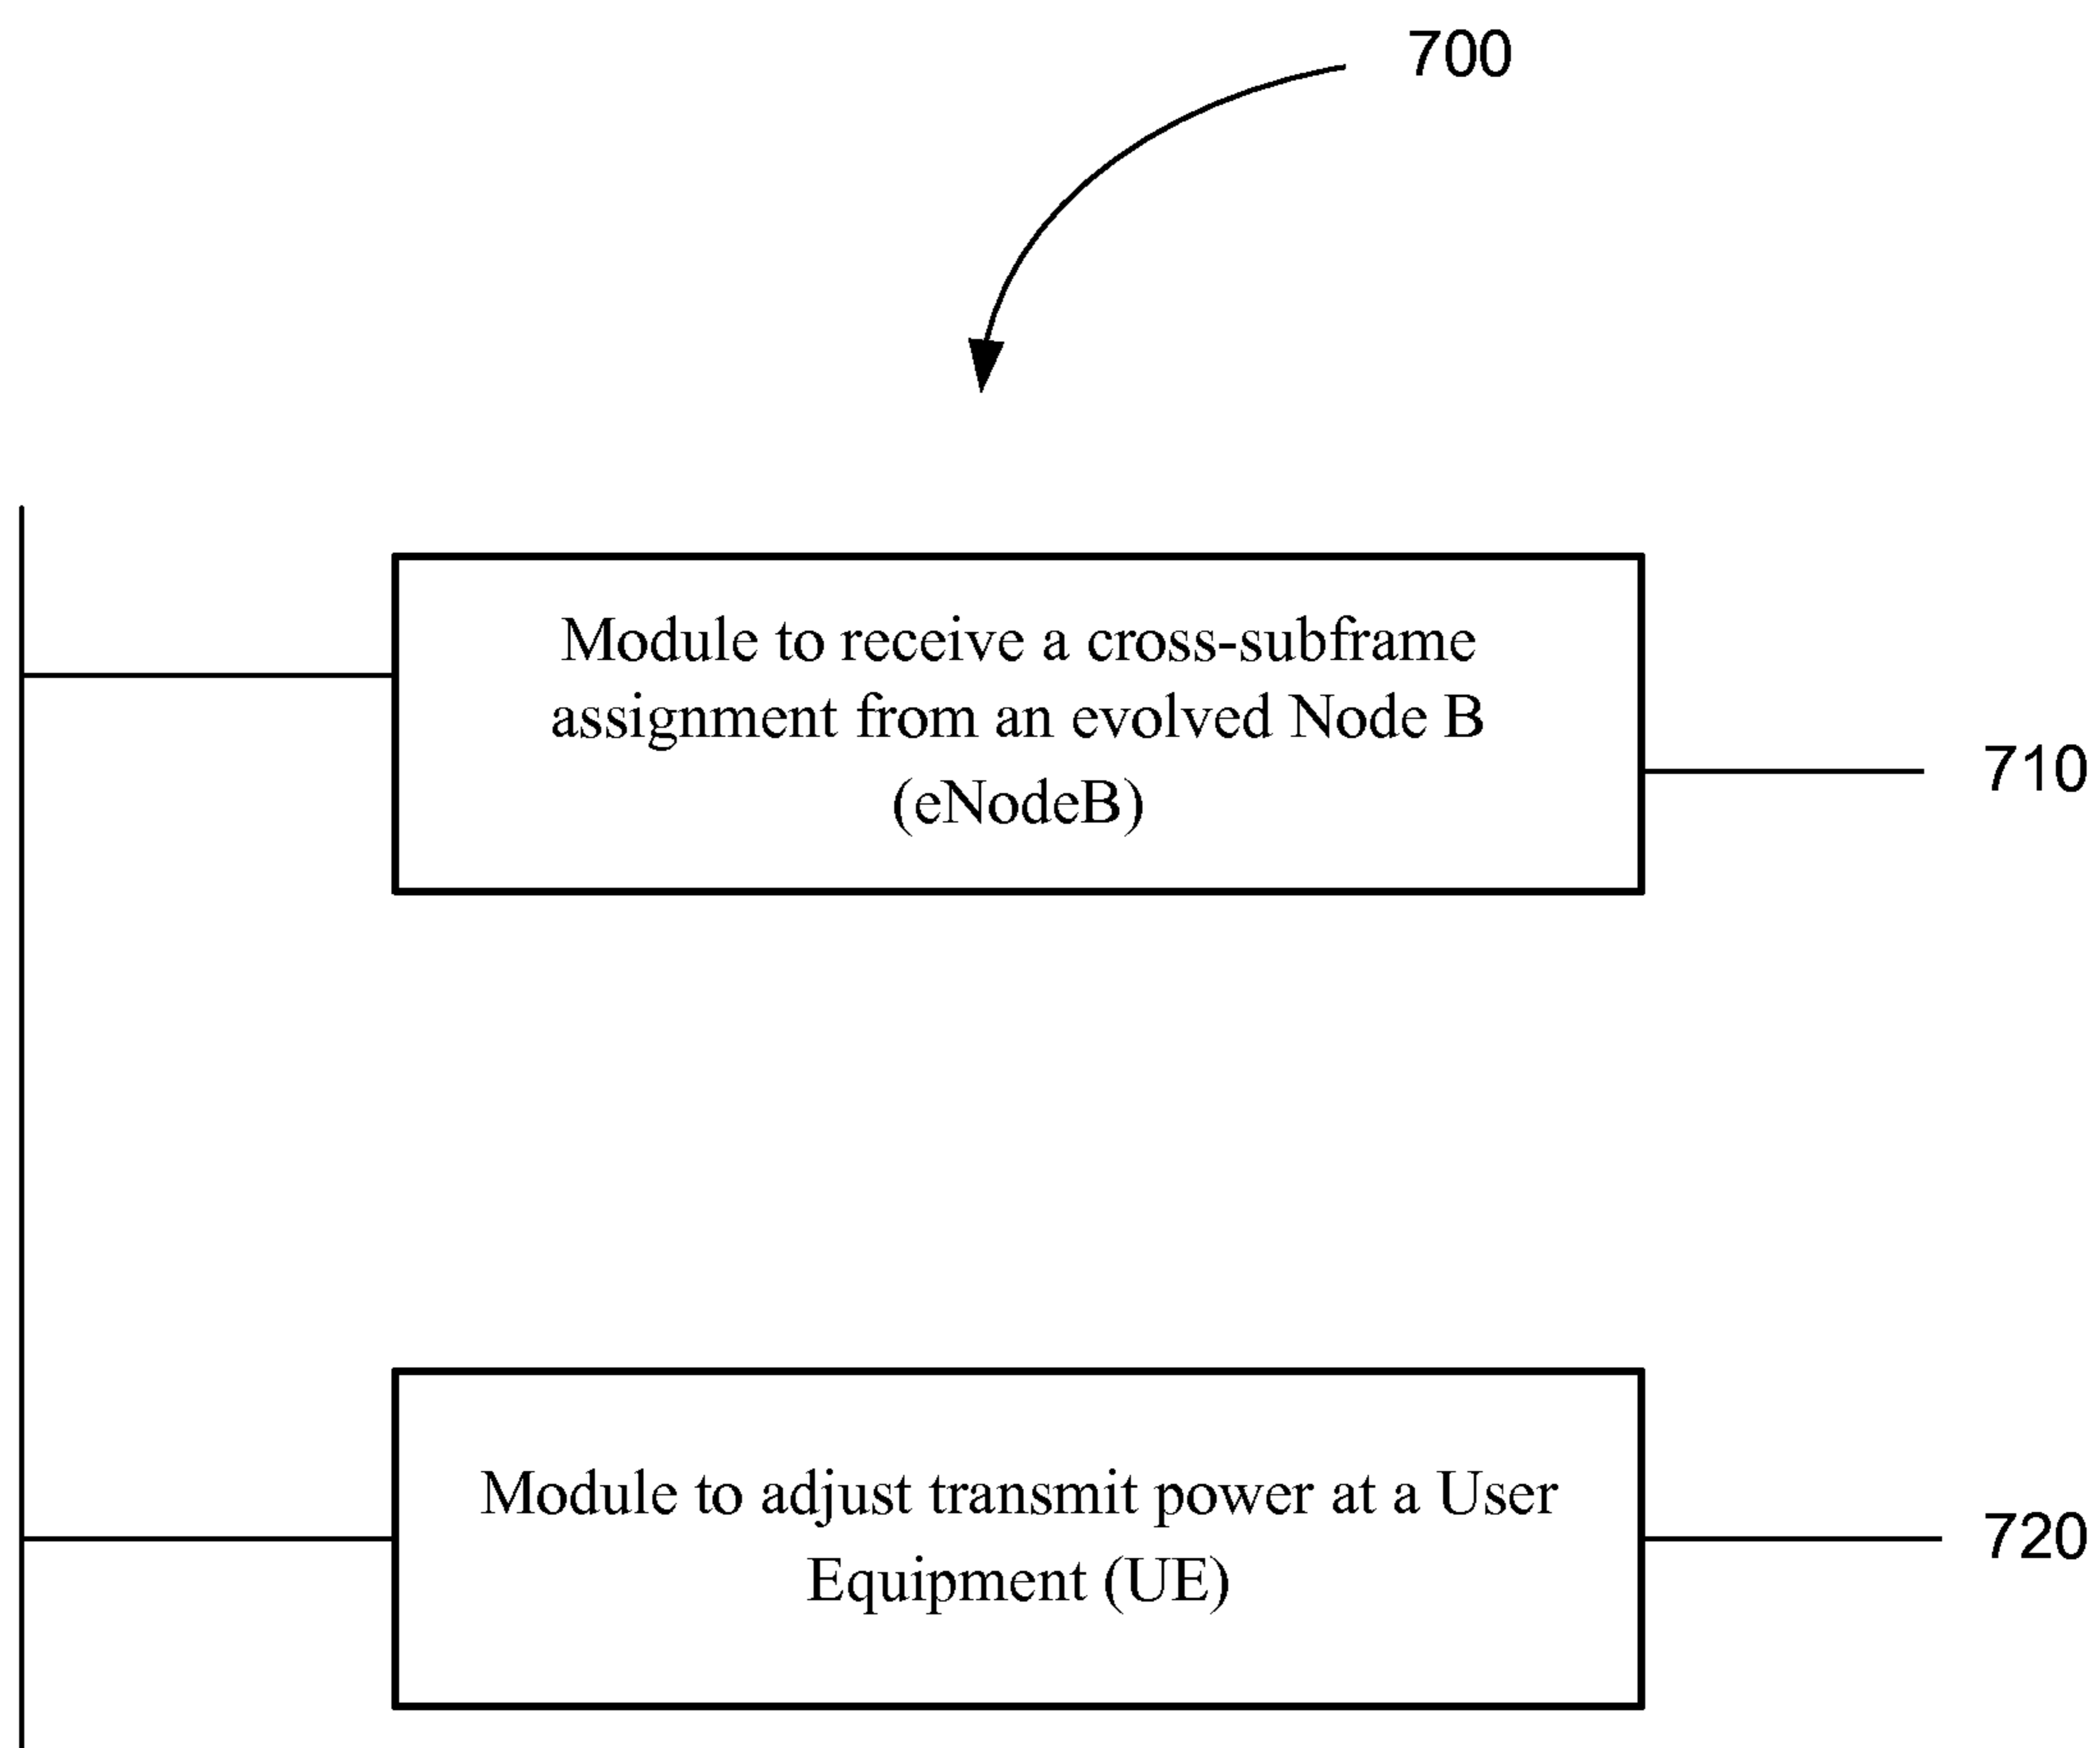 700
Module to receive a cross-subframe
assignment from an evolved Node B
(eNodeB)
710
Module to adjust transmit power at a User
Equipment (UE)
720